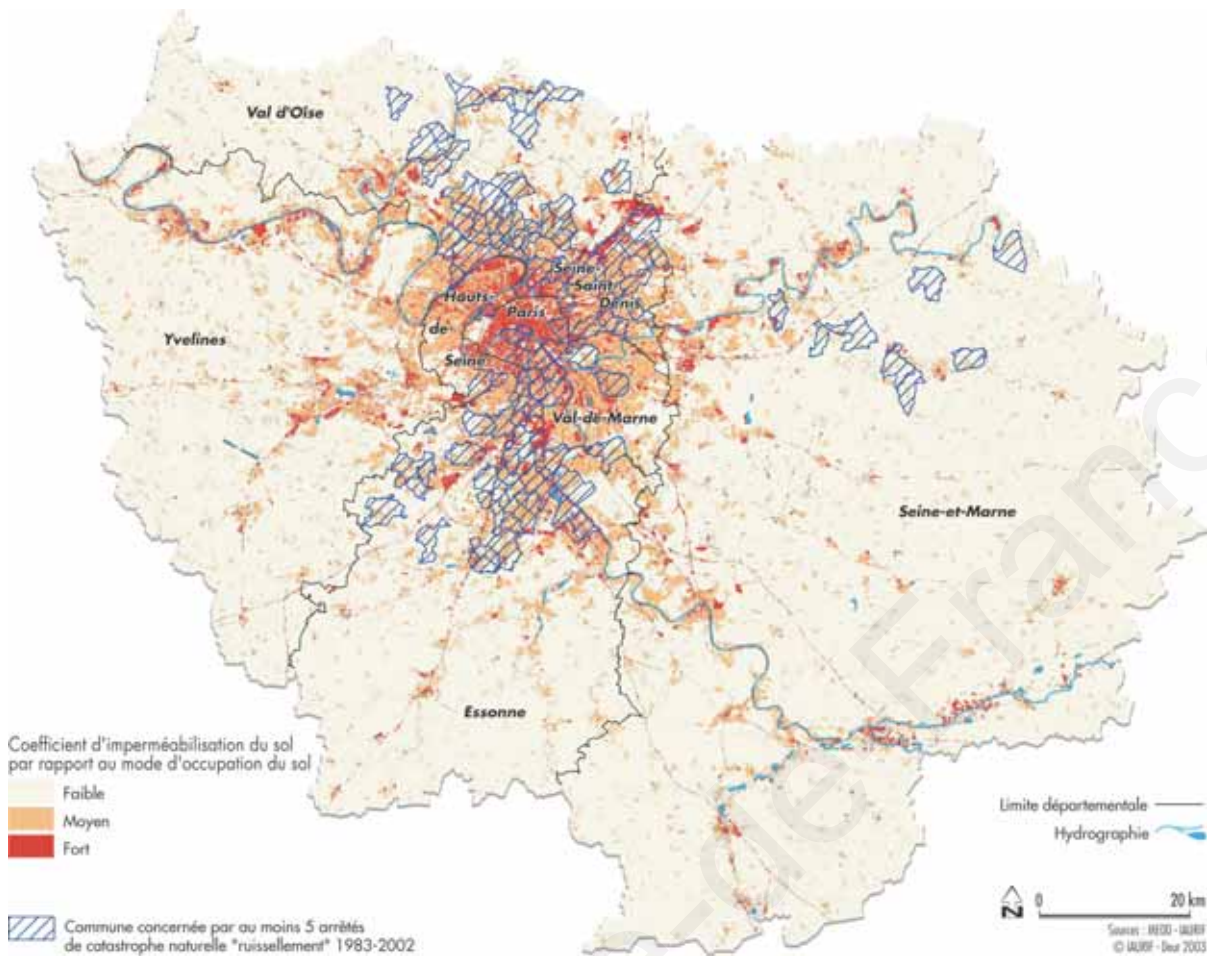 Val d'Oise
Seine-
Saint
Denis
Hauts-
Paris
de-
Yvelines
Seine
Val-de-Marne
Seine-et-Marne
Essonne
Coefficient d'imperméabilisation du sol
par rapport au mode d'occupation du sol
Faible
Moyen
Fort
Commune concernée par au moins 5 arrêtés
de catastrophe naturelle "ruissellement" 1983-2002
Limite départementale
Hydrographie
N
0 20 km
Sources : MEDD - IAURIF
© IAURIF - Deur 2003
-de-Franc